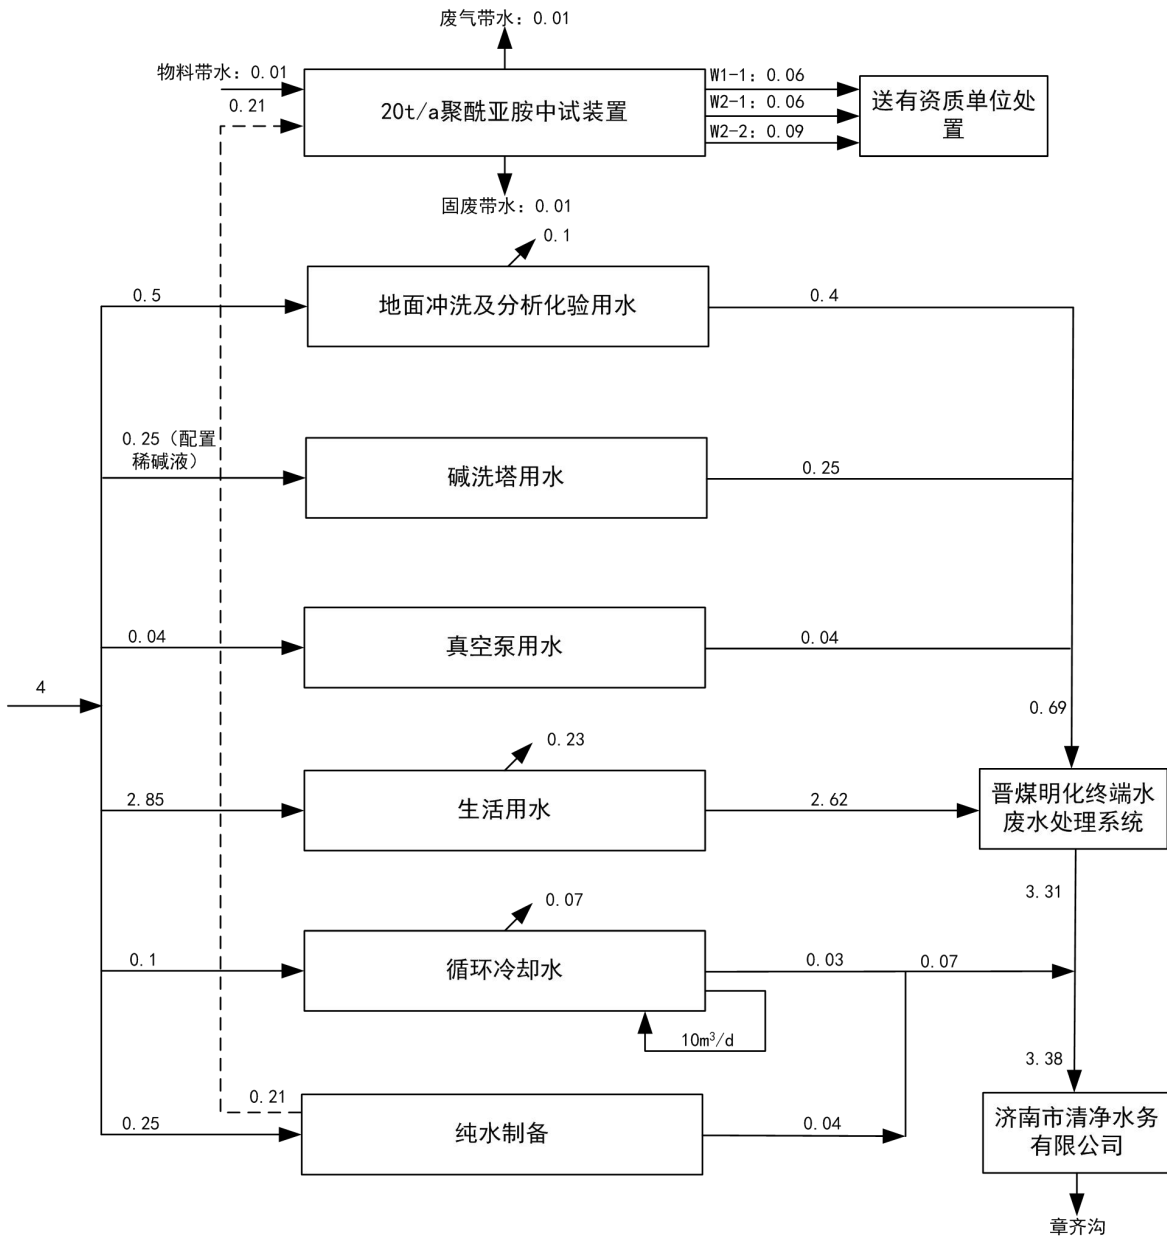 废气带水：0.01
物料带水：0.01
0.21
20t/a聚酰亚胺中试装置
W1-1：0.06
W2-1：0.06
W2-2：0.09
送有资质单位处
置
固废带水：0.01
0.1
0.5
地面冲洗及分析化验用水
0.4
0.25（配置
稀碱液）
碱洗塔用水
0.25
0.04
真空泵用水
0.04
4
0.69
0.23
2.85
生活用水
2.62
晋煤明化终端水
废水处理系统
3.31
0.07
0.1
循环冷却水
0.03
0.07
10m³/d
3.38
0.21
0.25
纯水制备
0.04
济南市清净水务
有限公司
章齐沟